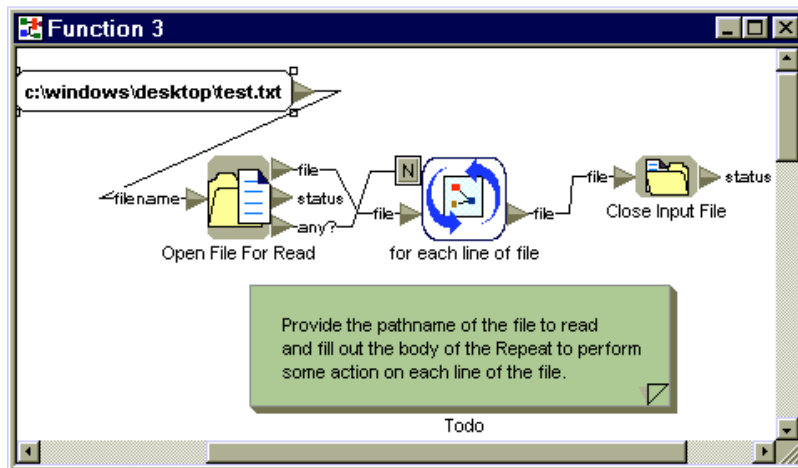 Function 3
c:\windows\desktop\test.txt
filename
file
status
any?
Open File For Read
file
N
file
for each line of file
file
status
Close Input File
Provide the pathname of the file to read
and fill out the body of the Repeat to perform
some action on each line of the file.
Todo